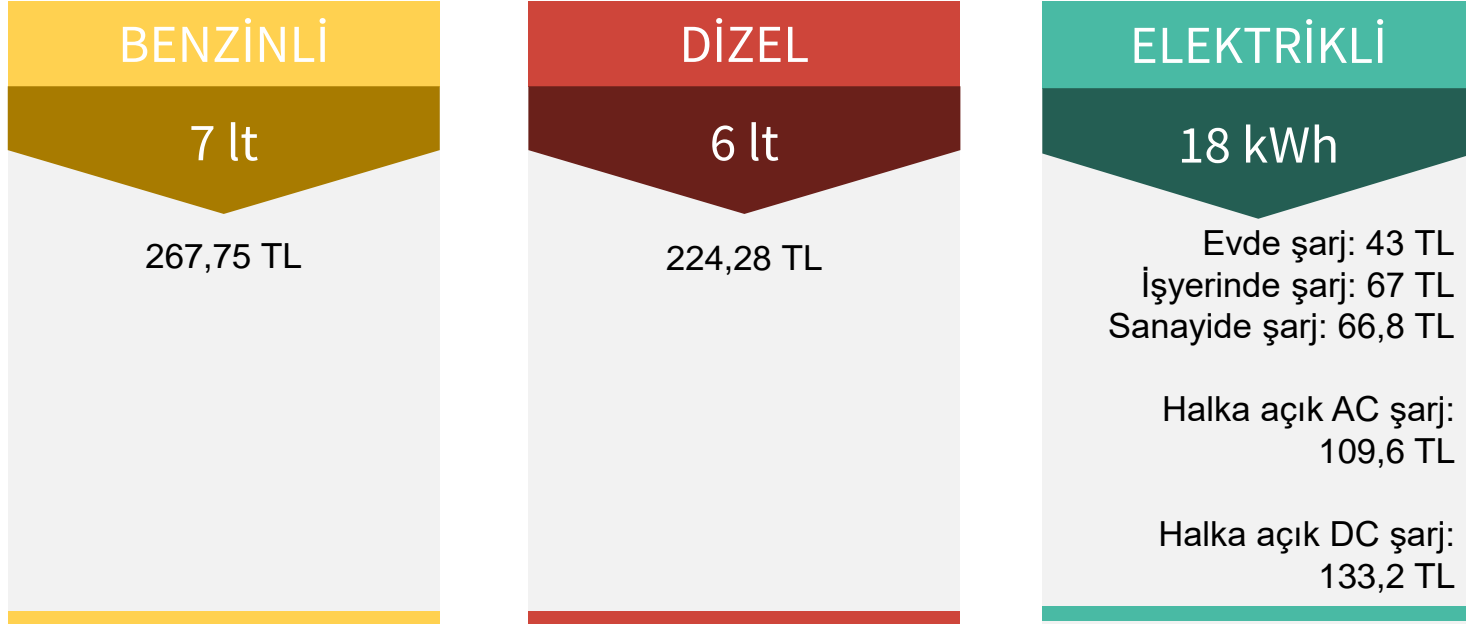 BENZİNLİ
7 lt
267,75 TL
DİZEL
6 lt
224,28 TL
ELEKTRİKLİ
18 kWh
Evde şarj: 43 TL
İşyerinde şarj: 67 TL
Sanayide şarj: 66,8 TL
Halka açık AC şarj:
109,6 TL
Halka açık DC şarj:
133,2 TL